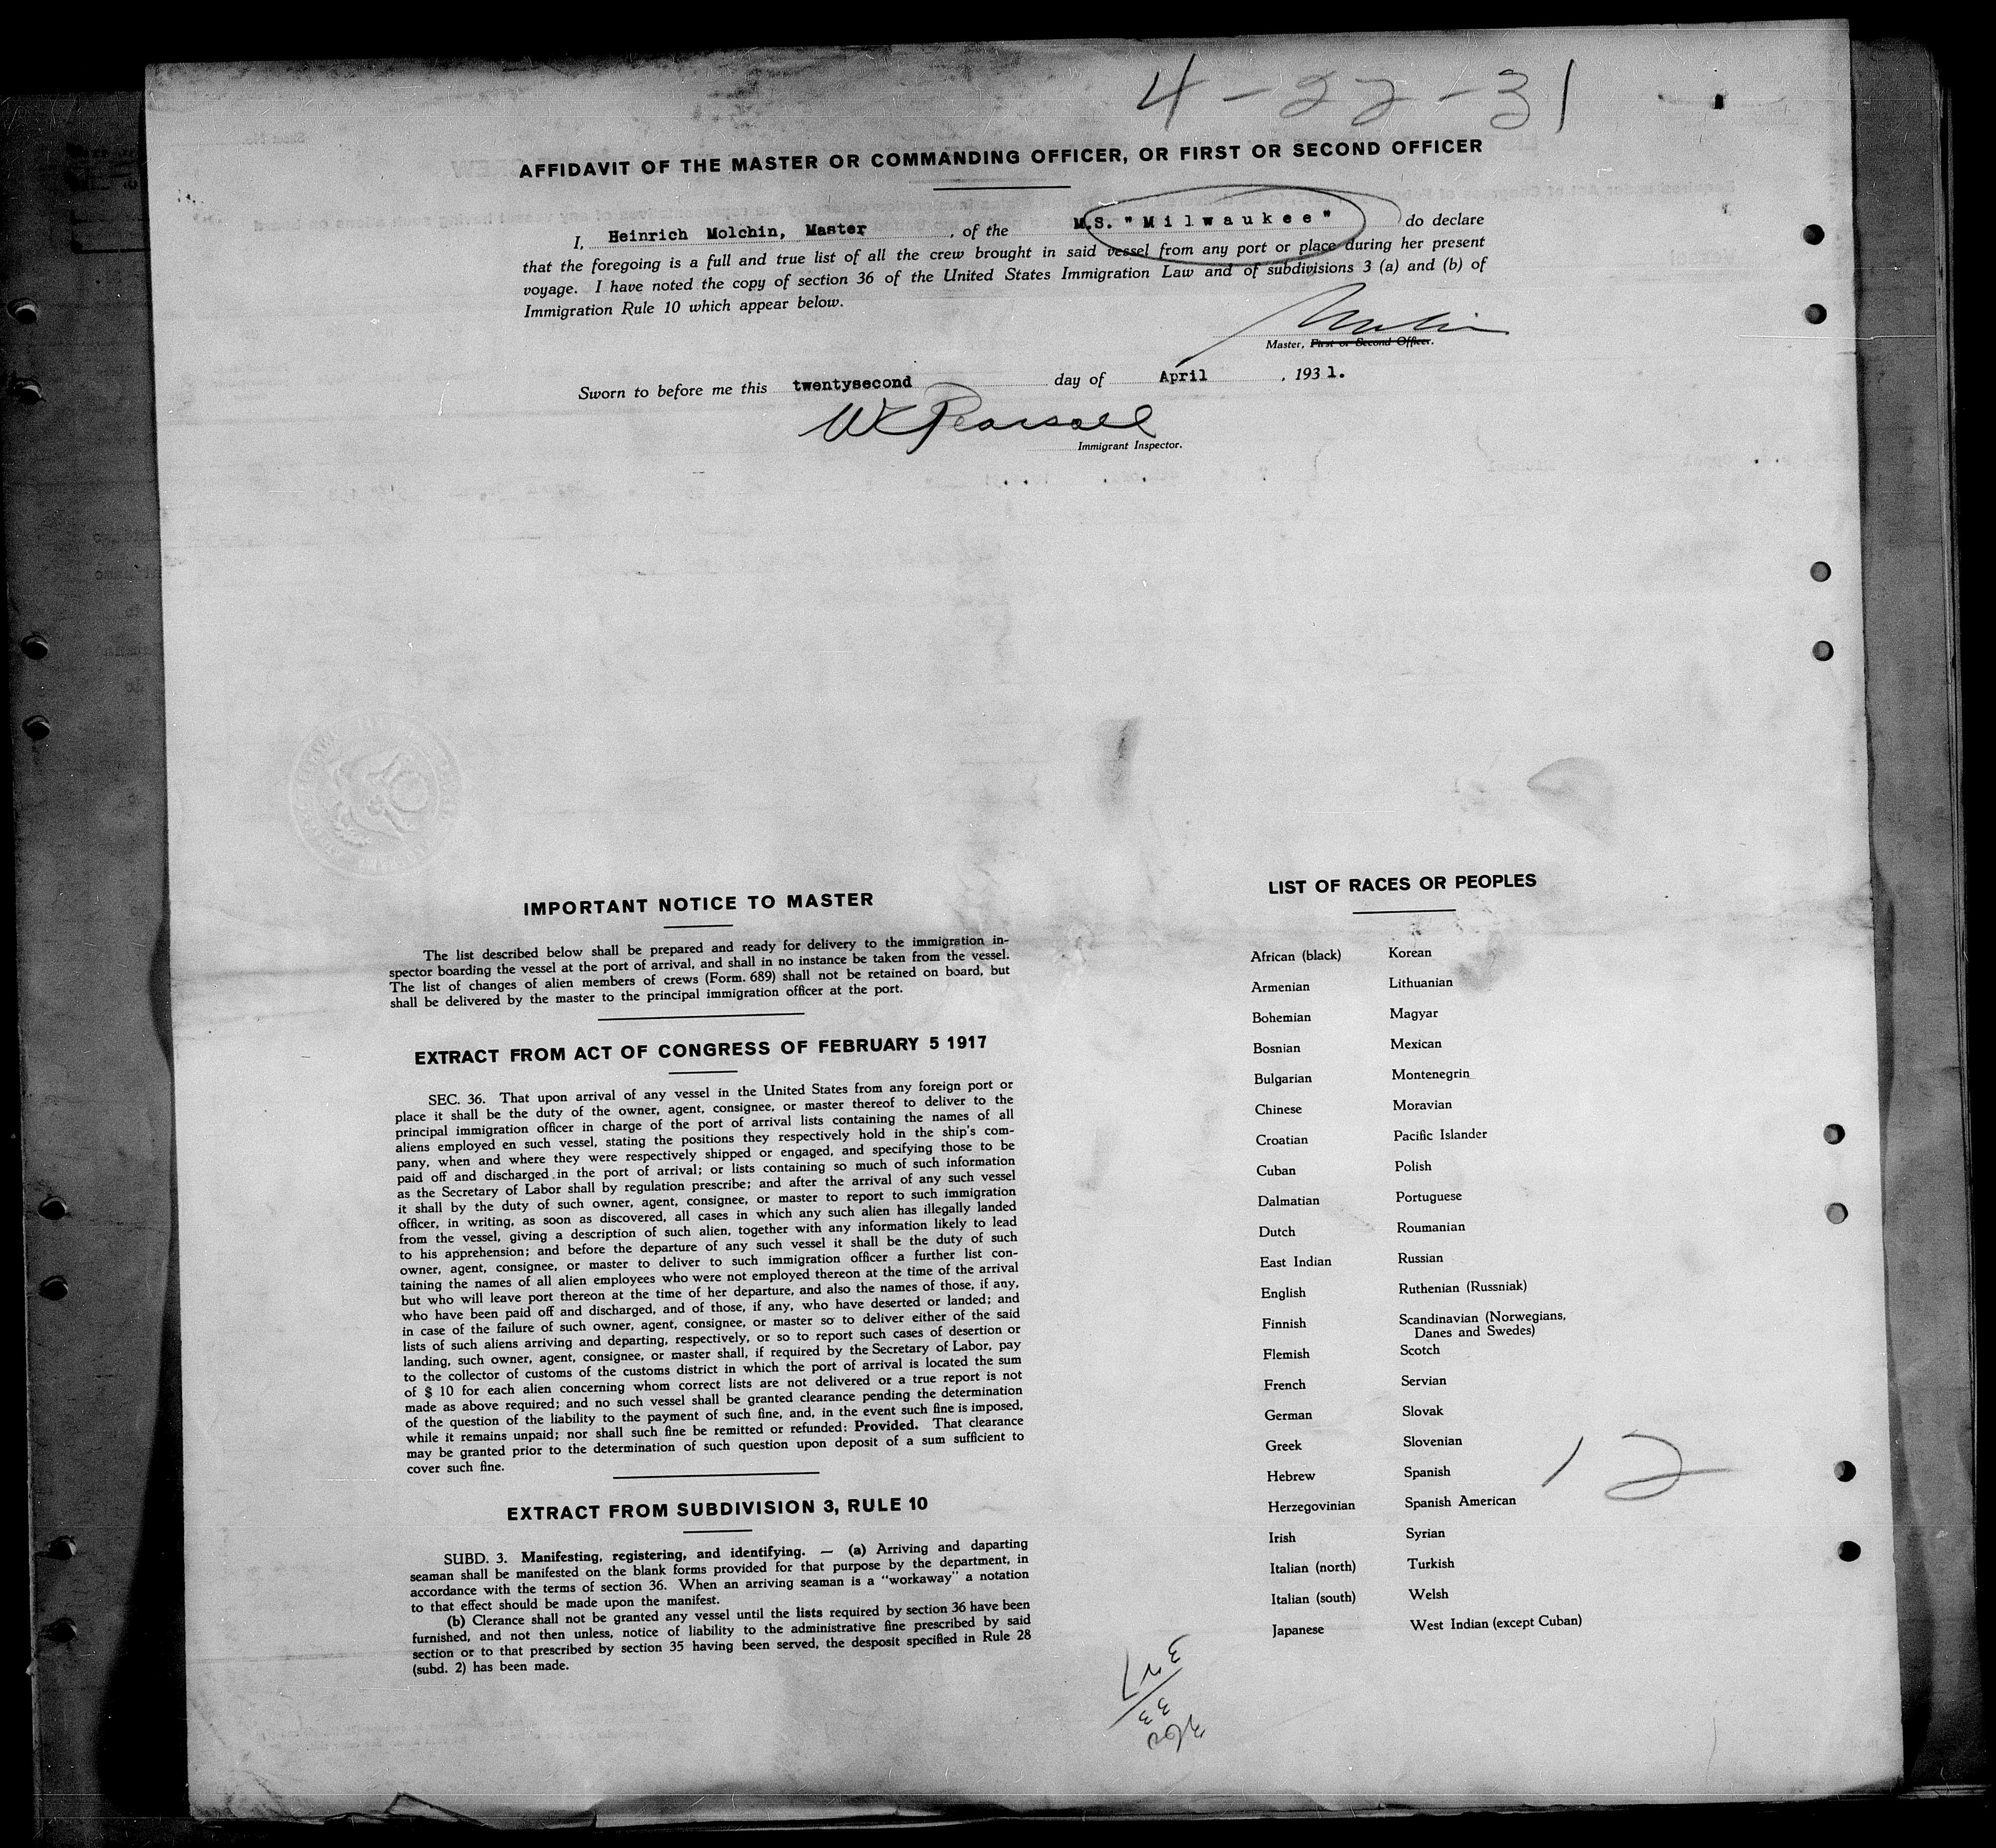 4-22-31
AFFIDAVIT OF THE MASTER OR COMMANDING OFFICER, OR FIRST OR SECOND OFFICER
I, Heinrich Molchin, Master, of the M.S. "Milwaukee" do declare
that the foregoing is a full and true list of all the crew brought in said vessel from any port or place during her present
voyage. I have noted the copy of section 36 of the United States Immigration Law and of subdivisions 3 (a) and (b) of
Immigration Rule 10 which appear below.
Master, First or Second Officer.
Sworn to before me this twentysecond day of April, 1931.
W Pearsall
Immigrant Inspector.
IMPORTANT NOTICE TO MASTER
The list described below shall be prepared and ready for delivery to the immigration in-
spector boarding the vessel at the port of arrival, and shall in no instance be taken from the vessel.
The list of changes of alien members of crews (Form. 689) shall not be retained on board, but
shall be delivered by the master to the principal immigration officer at the port.
EXTRACT FROM ACT OF CONGRESS OF FEBRUARY 5 1917
SEC. 36. That upon arrival of any vessel in the United States from any foreign port or
place it shall be the duty of the owner, agent, consignee, or master thereof to deliver to the
principal immigration officer in charge of the port of arrival lists containing the names of all
aliens employed en such vessel, stating the positions they respectively hold in the ship's com-
pany, when and where they were respectively shipped or engaged, and specifying those to be
paid off and discharged in the port of arrival; or lists containing so much of such information
as the Secretary of Labor shall by regulation prescribe; and after the arrival of any such vessel
it shall by the duty of such owner, agent, consignee, or master to report to such immigration
officer, in writing, as soon as discovered, all cases in which any such alien has illegally landed
from the vessel, giving a description of such alien, together with any information likely to lead
to his apprehension; and before the departure of any such vessel it shall be the duty of such
owner, agent, consignee, or master to deliver to such immigration officer a further list con-
taining the names of all alien employees who were not employed thereon at the time of the arrival
but who will leave port thereon at the time of her departure, and also the names of those, if any,
who have been paid off and discharged, and of those, if any, who have deserted or landed; and
in case of the failure of such owner, agent, consignee, or master so to deliver either of the said
lists of such aliens arriving and departing, respectively, or so to report such cases of desertion or
landing, such owner, agent, consignee, or master shall, if required by the Secretary of Labor, pay
to the collector of customs of the customs district in which the port of arrival is located the sum
of $ 10 for each alien concerning whom correct lists are not delivered or a true report is not
made as above required; and no such vessel shall be granted clearance pending the determination
of the question of the liability to the payment of such fine, and, in the event such fine is imposed,
while it remains unpaid; nor shall such fine be remitted or refunded: Provided. That clearance
may be granted prior to the determination of such question upon deposit of a sum sufficient to
cover such fine.
EXTRACT FROM SUBDIVISION 3, RULE 10
SUBD. 3. Manifesting, registering, and identifying. — (a) Arriving and daparting
seaman shall be manifested on the blank forms provided for that purpose by the department, in
accordance with the terms of section 36. When an arriving seaman is a "workaway" a notation
to that effect should be made upon the manifest.
(b) Clerance shall not be granted any vessel until the lists required by section 36 have been
furnished, and not then unless, notice of liability to the administrative fine prescribed by said
section or to that prescribed by section 35 having been served, the desposit specified in Rule 28
(subd. 2) has been made.
LIST OF RACES OR PEOPLES
African (black)
Armenian
Bohemian
Bosnian
Bulgarian
Chinese
Croatian
Cuban
Dalmatian
Dutch
East Indian
English
Finnish
Flemish
French
German
Greek
Hebrew
Herzegovinian
Irish
Italian (north)
Italian (south)
Japanese
Korean
Lithuanian
Magyar
Mexican
Montenegrin
Moravian
Pacific Islander
Polish
Portuguese
Roumanian
Russian
Ruthenian (Russniak)
Scandinavian (Norwegians,
Danes and Swedes)
Scotch
Servian
Slovak
Slovenian
Spanish
Spanish American
Syrian
Turkish
Welsh
West Indian (except Cuban)
12